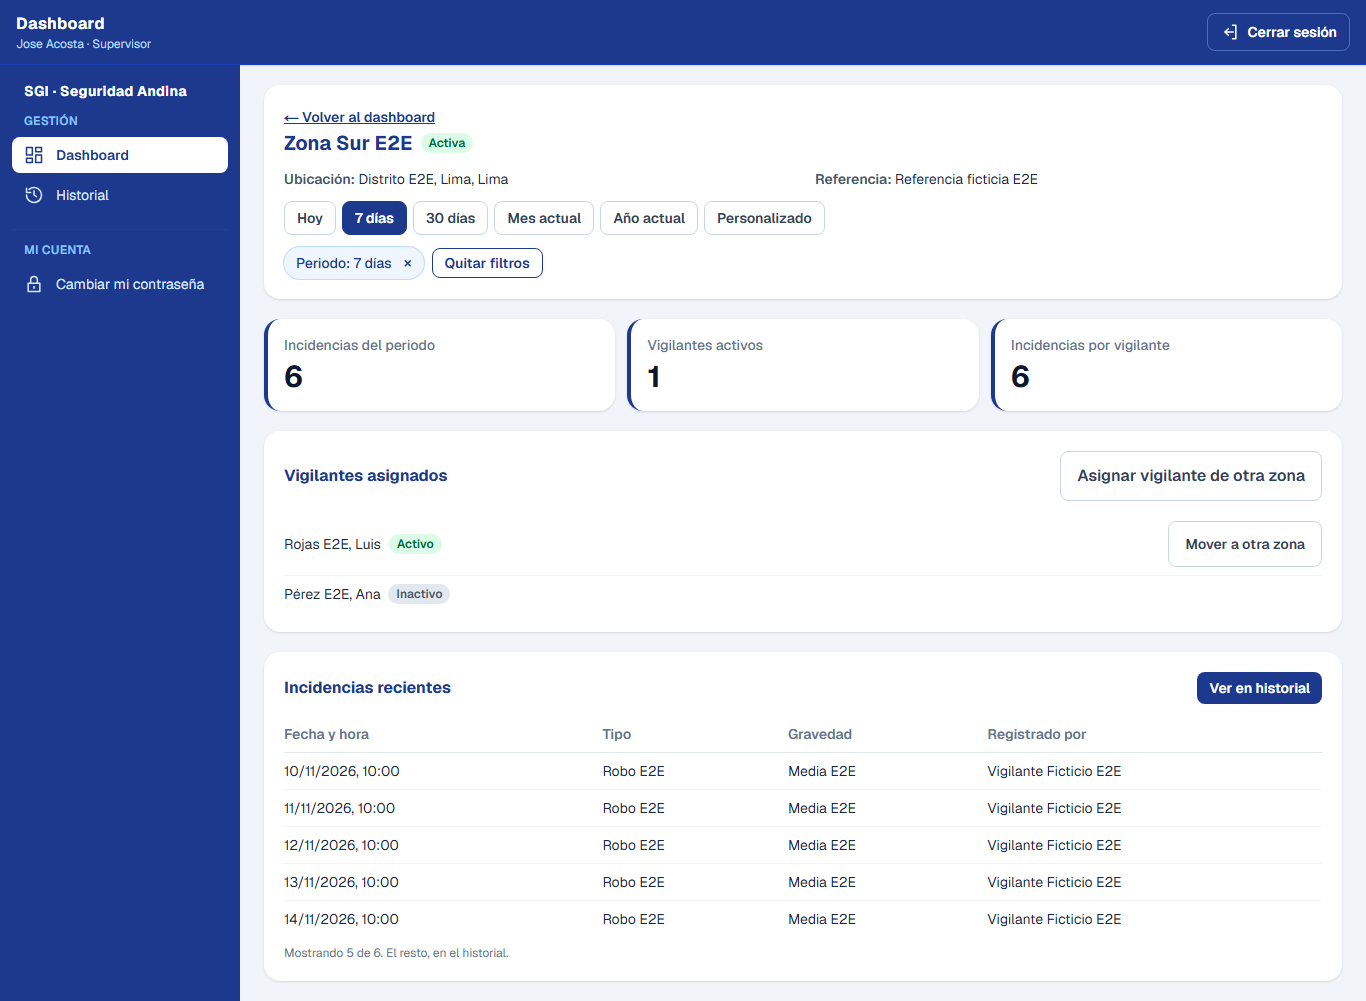 Dashboard
Jose Acosta · Supervisor
Cerrar sesión
SGI · Seguridad Andina
GESTIÓN
Dashboard
Historial
MI CUENTA
Cambiar mi contraseña
← Volver al dashboard
Zona Sur E2E Activa
Ubicación: Distrito E2E, Lima, Lima Referencia: Referencia ficticia E2E
Hoy 7 días 30 días Mes actual Año actual Personalizado
Periodo: 7 días × Quitar filtros
Incidencias del periodo
6
Vigilantes activos
1
Incidencias por vigilante
6
Vigilantes asignados Asignar vigilante de otra zona
Rojas E2E, Luis Activo Mover a otra zona
Pérez E2E, Ana Inactivo
Incidencias recientes Ver en historial
Fecha y hora Tipo Gravedad Registrado por
10/11/2026, 10:00 Robo E2E Media E2E Vigilante Ficticio E2E
11/11/2026, 10:00 Robo E2E Media E2E Vigilante Ficticio E2E
12/11/2026, 10:00 Robo E2E Media E2E Vigilante Ficticio E2E
13/11/2026, 10:00 Robo E2E Media E2E Vigilante Ficticio E2E
14/11/2026, 10:00 Robo E2E Media E2E Vigilante Ficticio E2E
Mostrando 5 de 6. El resto, en el historial.